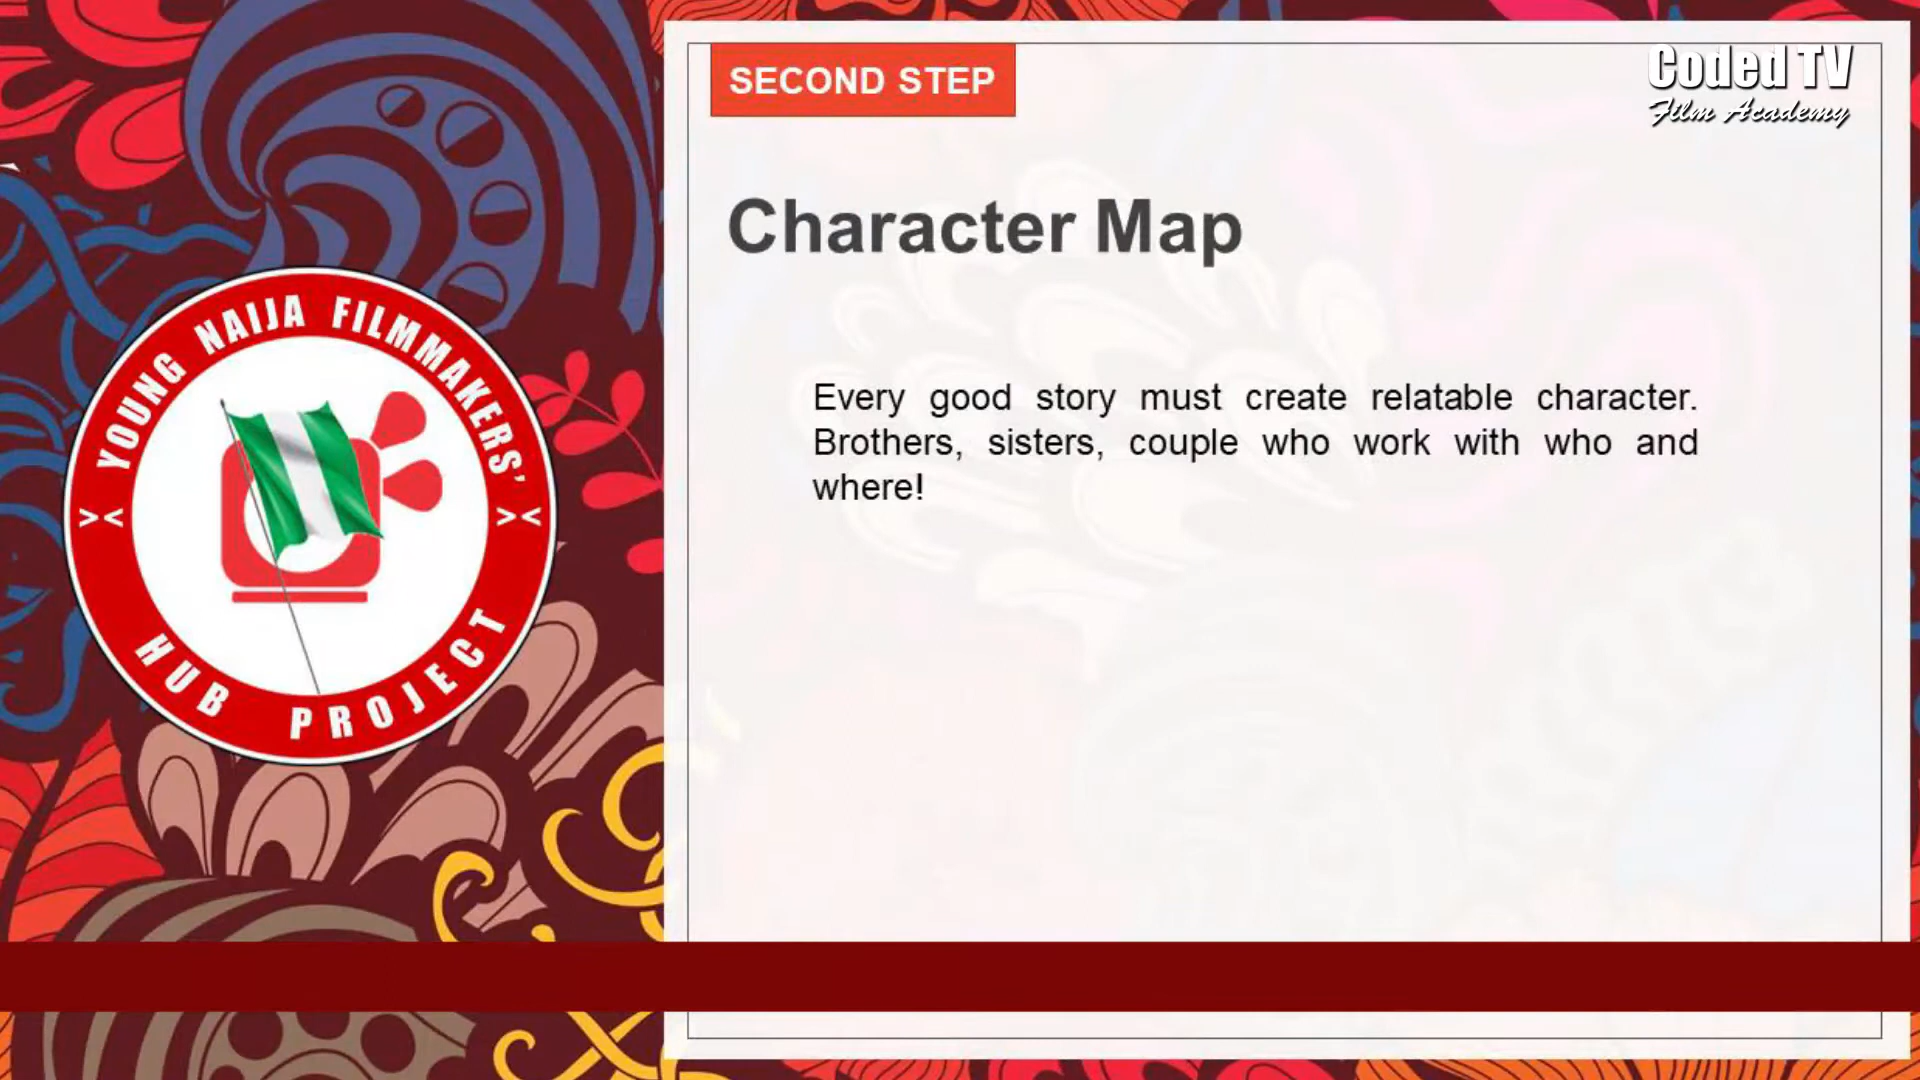 SECOND STEP
Coded TV
Film Academy
Character Map
Every good story must create relatable character.
Brothers, sisters, couple who work with who and
where!
YOUNG NAIJA FILMMAKERS'
HUB PROJECT